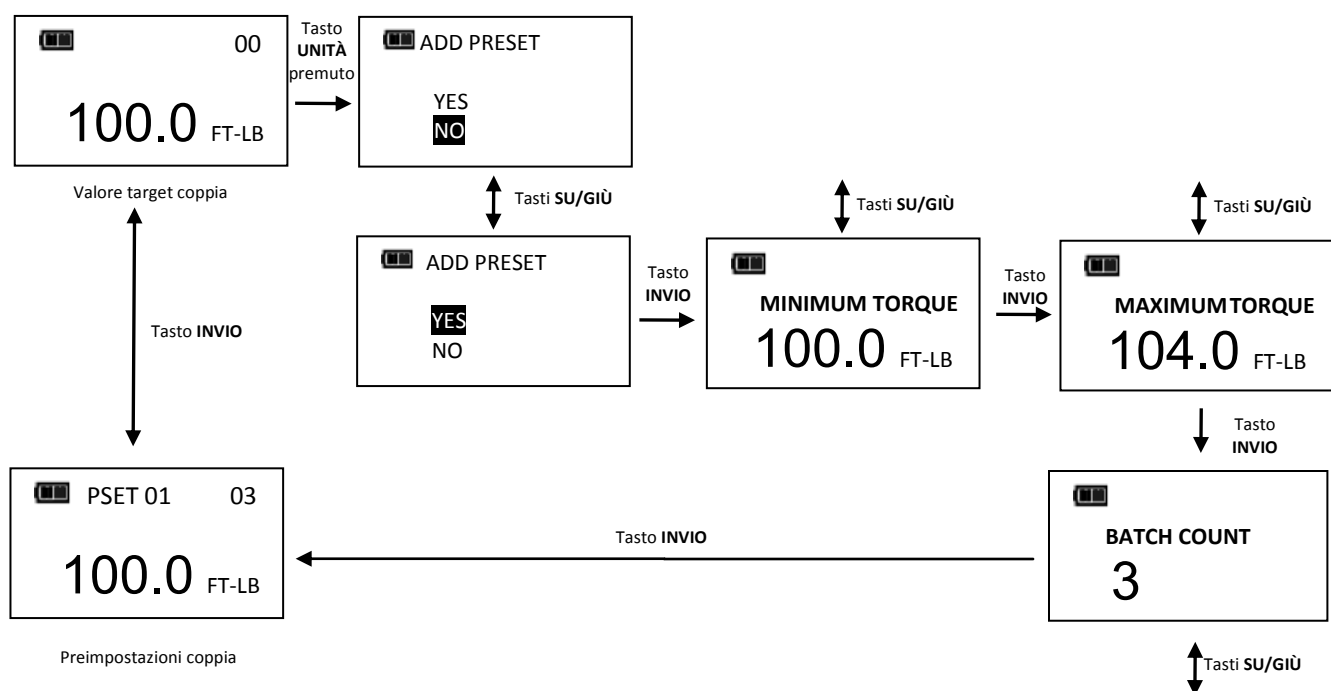 00
100.0 FT-LB
Valore target coppia
Tasto
UNITÀ
premuto
ADD PRESET
YES
NO
Tasti SU/GIÙ
ADD PRESET
YES
NO
Tasto
INVIO
Tasti SU/GIÙ
MINIMUM TORQUE
100.0 FT-LB
Tasto
INVIO
Tasti SU/GIÙ
MAXIMUM TORQUE
104.0 FT-LB
Tasto
INVIO
BATCH COUNT
3
Tasti SU/GIÙ
Tasto INVIO
Tasto INVIO
PSET 01 03
100.0 FT-LB
Preimpostazioni coppia